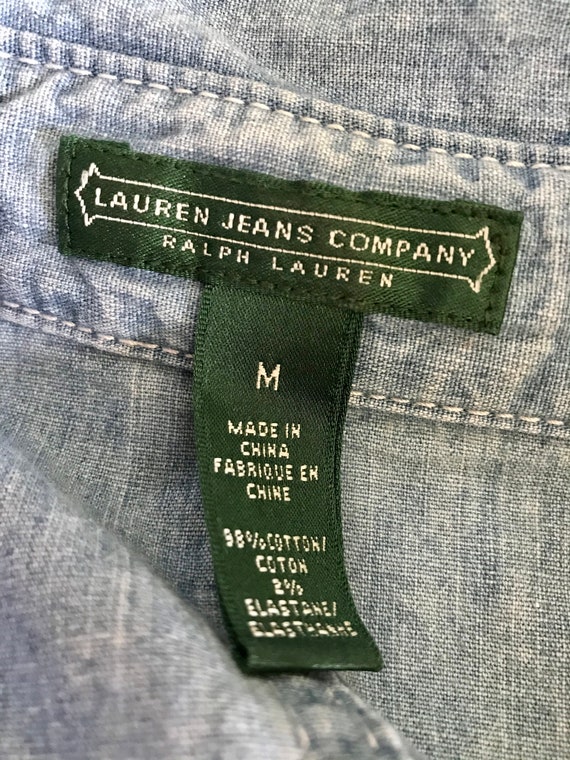 LAUREN JEANS COMPANY
RALPH LAUREN
M
MADE IN
CHINA
FABRIQUE EN
CHINE
98% COTTON/
COTON
2%
ELASTANE/
ELASTHANNE